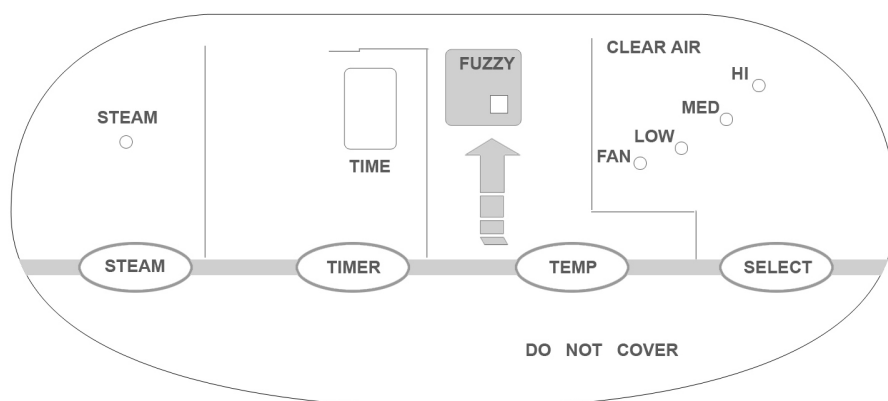 CLEAR AIR
FUZZY
HI
MED
STEAM
LOW
FAN
TIME
STEAM
TIMER
TEMP
SELECT
DO NOT COVER